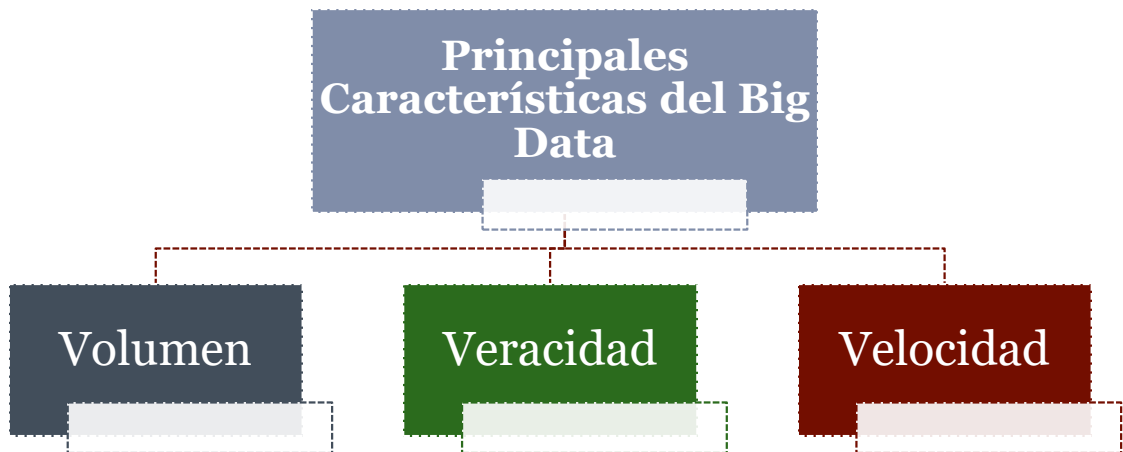 Principales
Características del Big
Data
Volumen
Veracidad
Velocidad